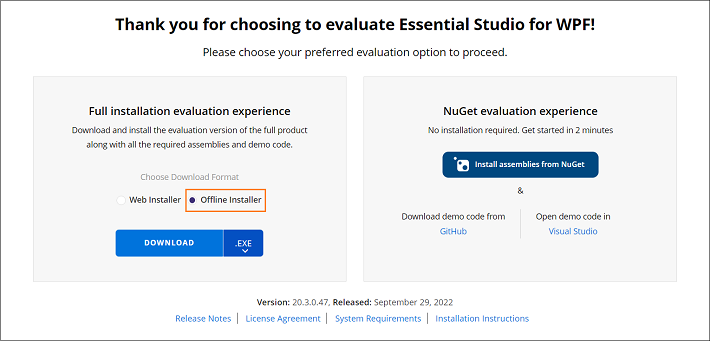 Thank you for choosing to evaluate Essential Studio for WPF!
Please choose your preferred evaluation option to proceed.
Full installation evaluation experience
Download and install the evaluation version of the full product
along with all the required assemblies and demo code.
Choose Download Format
Web Installer
Offline Installer
DOWNLOAD
.EXE
NuGet evaluation experience
No installation required. Get started in 2 minutes
Install assemblies from NuGet
&
Download demo code from
GitHub
Open demo code in
Visual Studio
Version: 20.3.0.47, Released: September 29, 2022
Release Notes | License Agreement | System Requirements | Installation Instructions